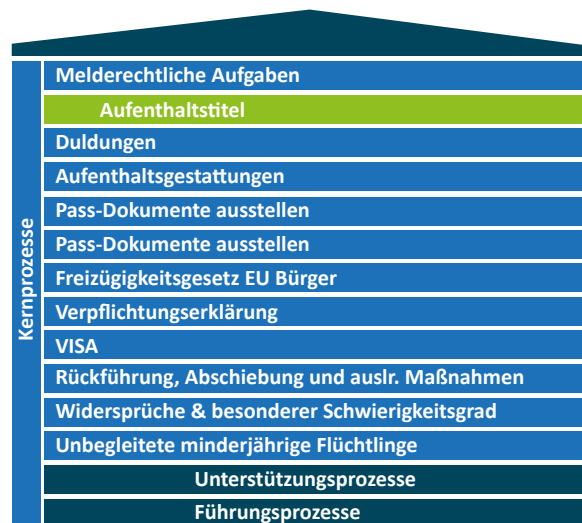 Kernprozesse
Melderechtliche Aufgaben
Aufenthaltstitel
Duldungen
Aufenthaltsgestattungen
Pass-Dokumente ausstellen
Pass-Dokumente ausstellen
Freizügigkeitsgesetz EU Bürger
Verpflichtungserklärung
VISA
Rückführung, Abschiebung und auslr. Maßnahmen
Widersprüche & besonderer Schwierigkeitsgrad
Unbegleitete minderjährige Flüchtlinge
Unterstützungsprozesse
Führungsprozesse